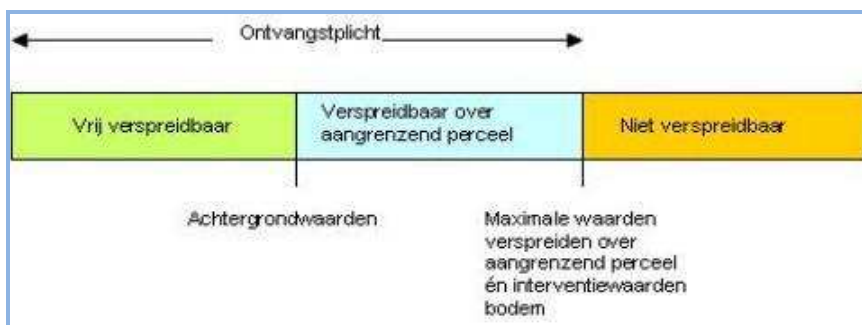 Ontvangstplicht
Vrij verspreidbaar
Verspreidbaar over
aangrenzend perceel
Niet verspreidbaar
Achtergrondwaarden
Maximale waarden
verspreiden over
aangrenzend perceel
én interventiewaarden
bodem